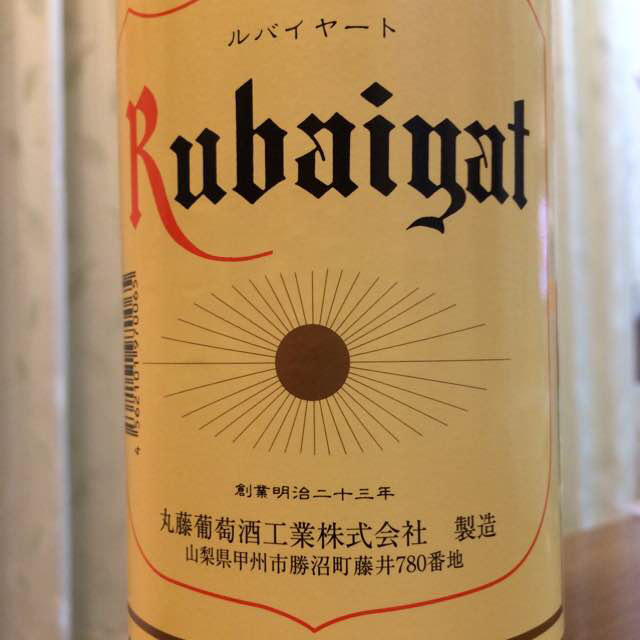 ルバイヤート
Rubaiyat
創業明治二十三年
丸藤葡萄酒工業株式会社 製造
山梨県甲州市勝沼町藤井780番地